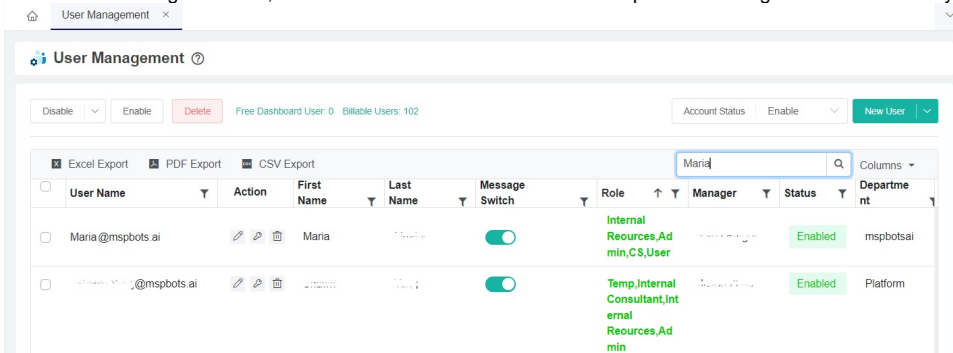 User Management ×
User Management
Disable Enable Delete Free Dashboard User: 0 Billable Users: 102 Account Status Enable New User
Excel Export PDF Export CSV Export Maria Columns
User Name Action First Name Last Name Message Switch Role Manager Status Departme nt
Maria@mspbots.ai Maria Internal Reources,Ad min,CS,User Enabled mspbotsai
@mspbots.ai Temp,Internal Consultant,Int ernal Reources,Ad min Enabled Platform